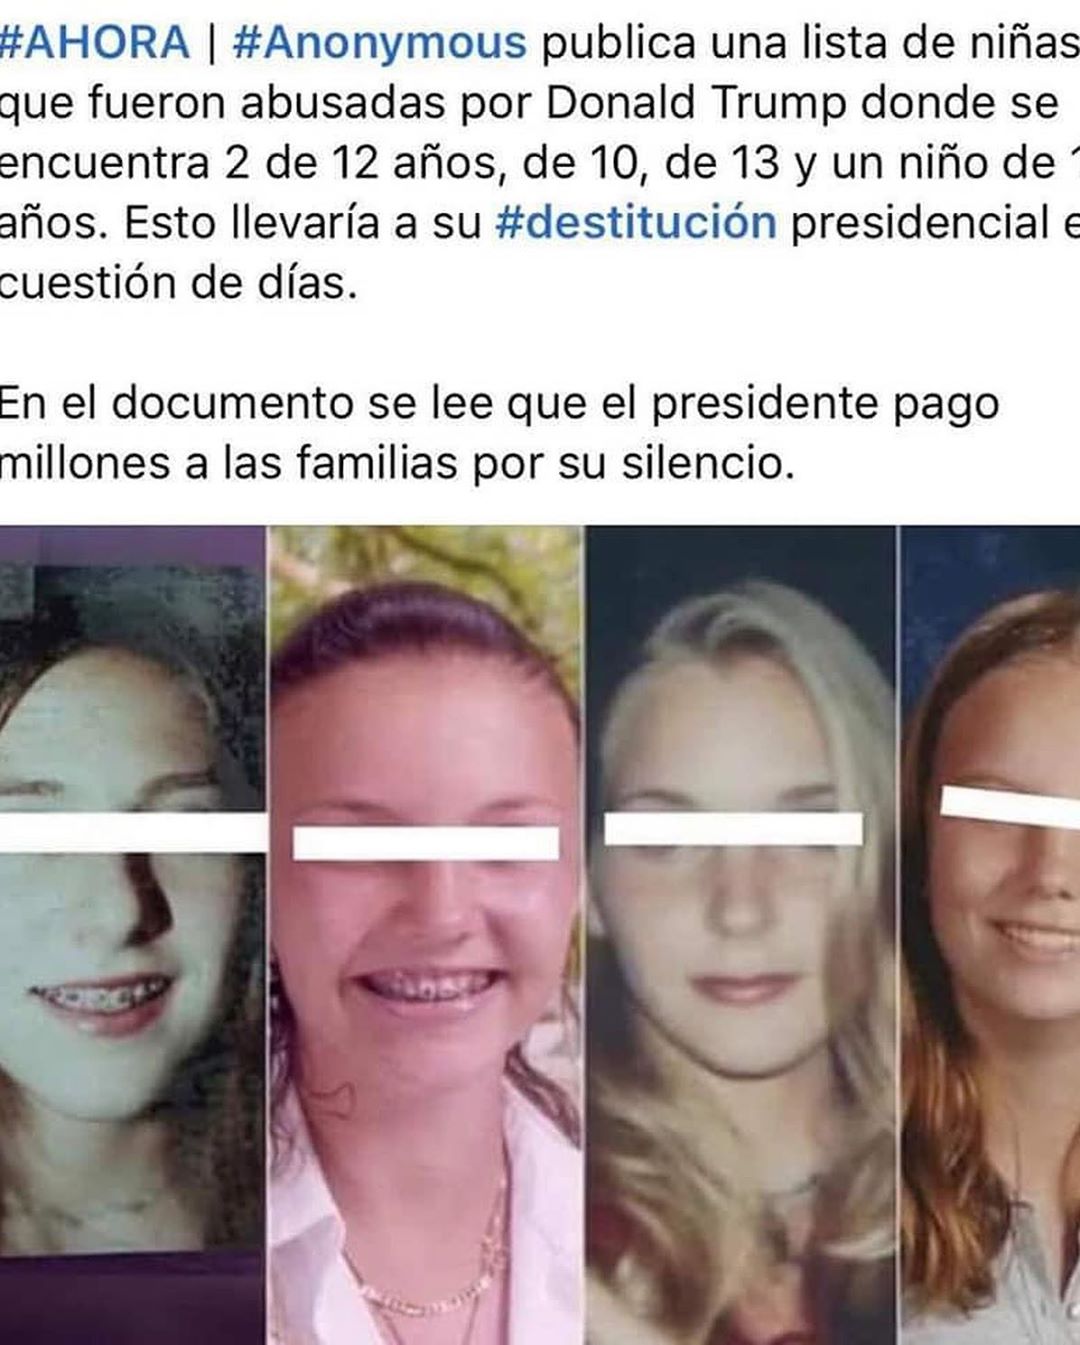 #AHORA | #Anonymous publica una lista de niñas
que fueron abusadas por Donald Trump donde se
encuentra 2 de 12 años, de 10, de 13 y un niño de
años. Esto llevaría a su #destitución presidencial
cuestión de días.
En el documento se lee que el presidente pago
millones a las familias por su silencio.